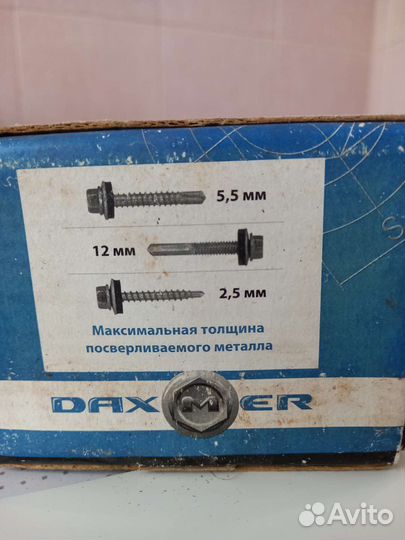 5,5 мм
12 мм
2,5 мм
Максимальная толщина
посверливаемого металла
DAXMER
S
Avito